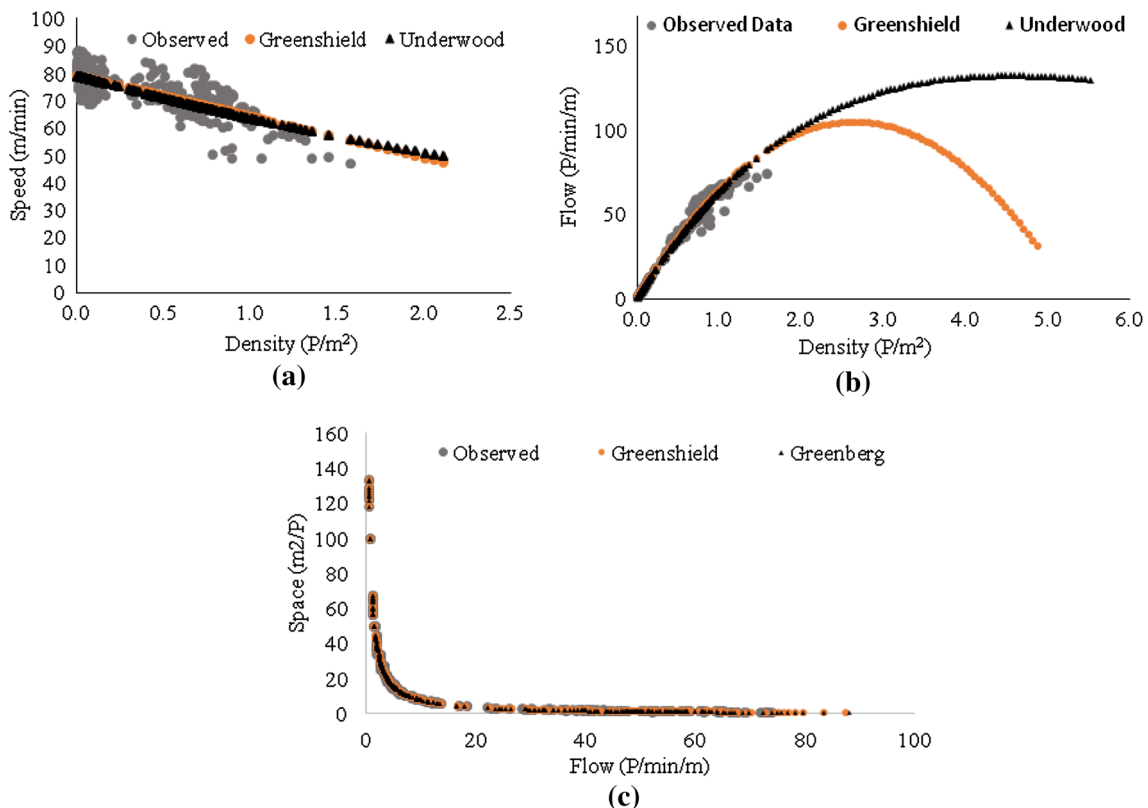 100
90
80
70
60
50
40
30
20
10
0
Speed (m/min)
Observed Greenshield Underwood
0.0 0.5 1.0 1.5 2.0 2.5
Density (P/m²)
(a)
150
100
50
0
Flow (P/min/m)
Observed Data Greenshield Underwood
0.0 1.0 2.0 3.0 4.0 5.0 6.0
Density (P/m²)
(b)
160
140
120
100
80
60
40
20
0
Space (m2/P)
Observed Greenshield Greenberg
0 20 40 60 80 100
Flow (P/min/m)
(c)